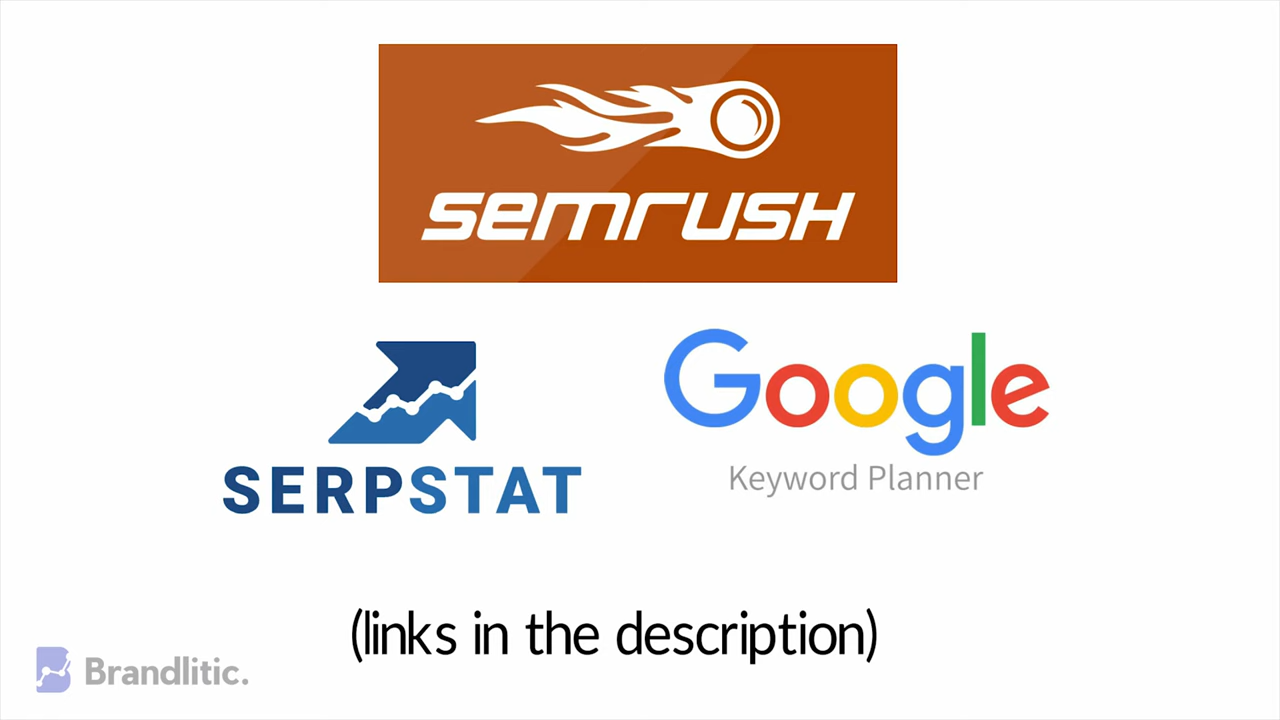 semrush
SERPSTAT
Google
Keyword Planner
(links in the description)
Brandlitic.